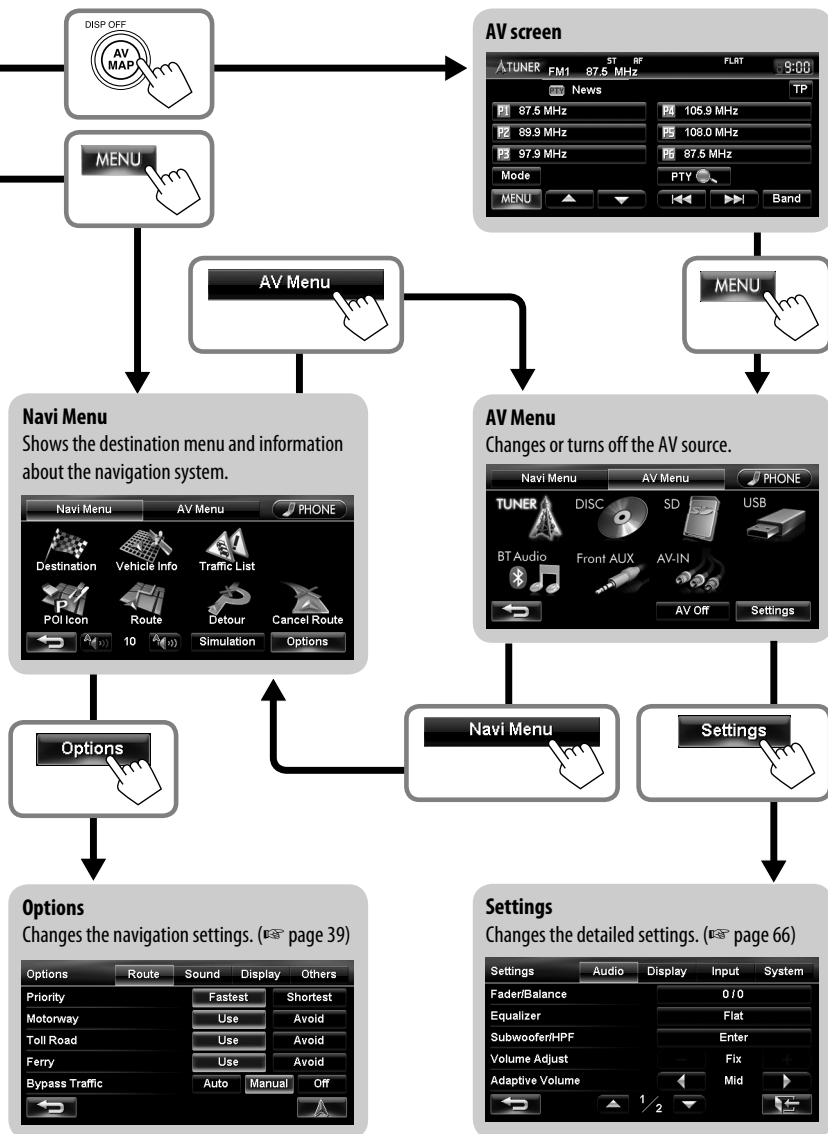 DISP OFF
AV
MAP
MENU
AV screen
TUNER FM1 87.5 MHz ST AF FLAT 9:00
PTY News TP
P1 87.5 MHz P4 105.9 MHz
P2 89.9 MHz P5 108.0 MHz
P3 97.9 MHz P6 87.5 MHz
Mode PTY
MENU Band
AV Menu
MENU
Navi Menu
Shows the destination menu and information
about the navigation system.
Navi Menu AV Menu PHONE
Destination Vehicle Info Traffic List
POI Icon Route Detour Cancel Route
10 Simulation Options
AV Menu
Changes or turns off the AV source.
Navi Menu AV Menu PHONE
TUNER DISC SD USB
BT Audio Front AUX AV-IN
AV Off Settings
Options
Navi Menu
Settings
Options
Changes the navigation settings. (☞ page 39)
Options Route Sound Display Others
Priority Fastest Shortest
Motorway Use Avoid
Toll Road Use Avoid
Ferry Use Avoid
Bypass Traffic Auto Manual Off
Settings
Changes the detailed settings. (☞ page 66)
Settings Audio Display Input System
Fader/Balance 0 / 0
Equalizer Flat
Subwoofer/HPF Enter
Volume Adjust – Fix +
Adaptive Volume Mid
1/2